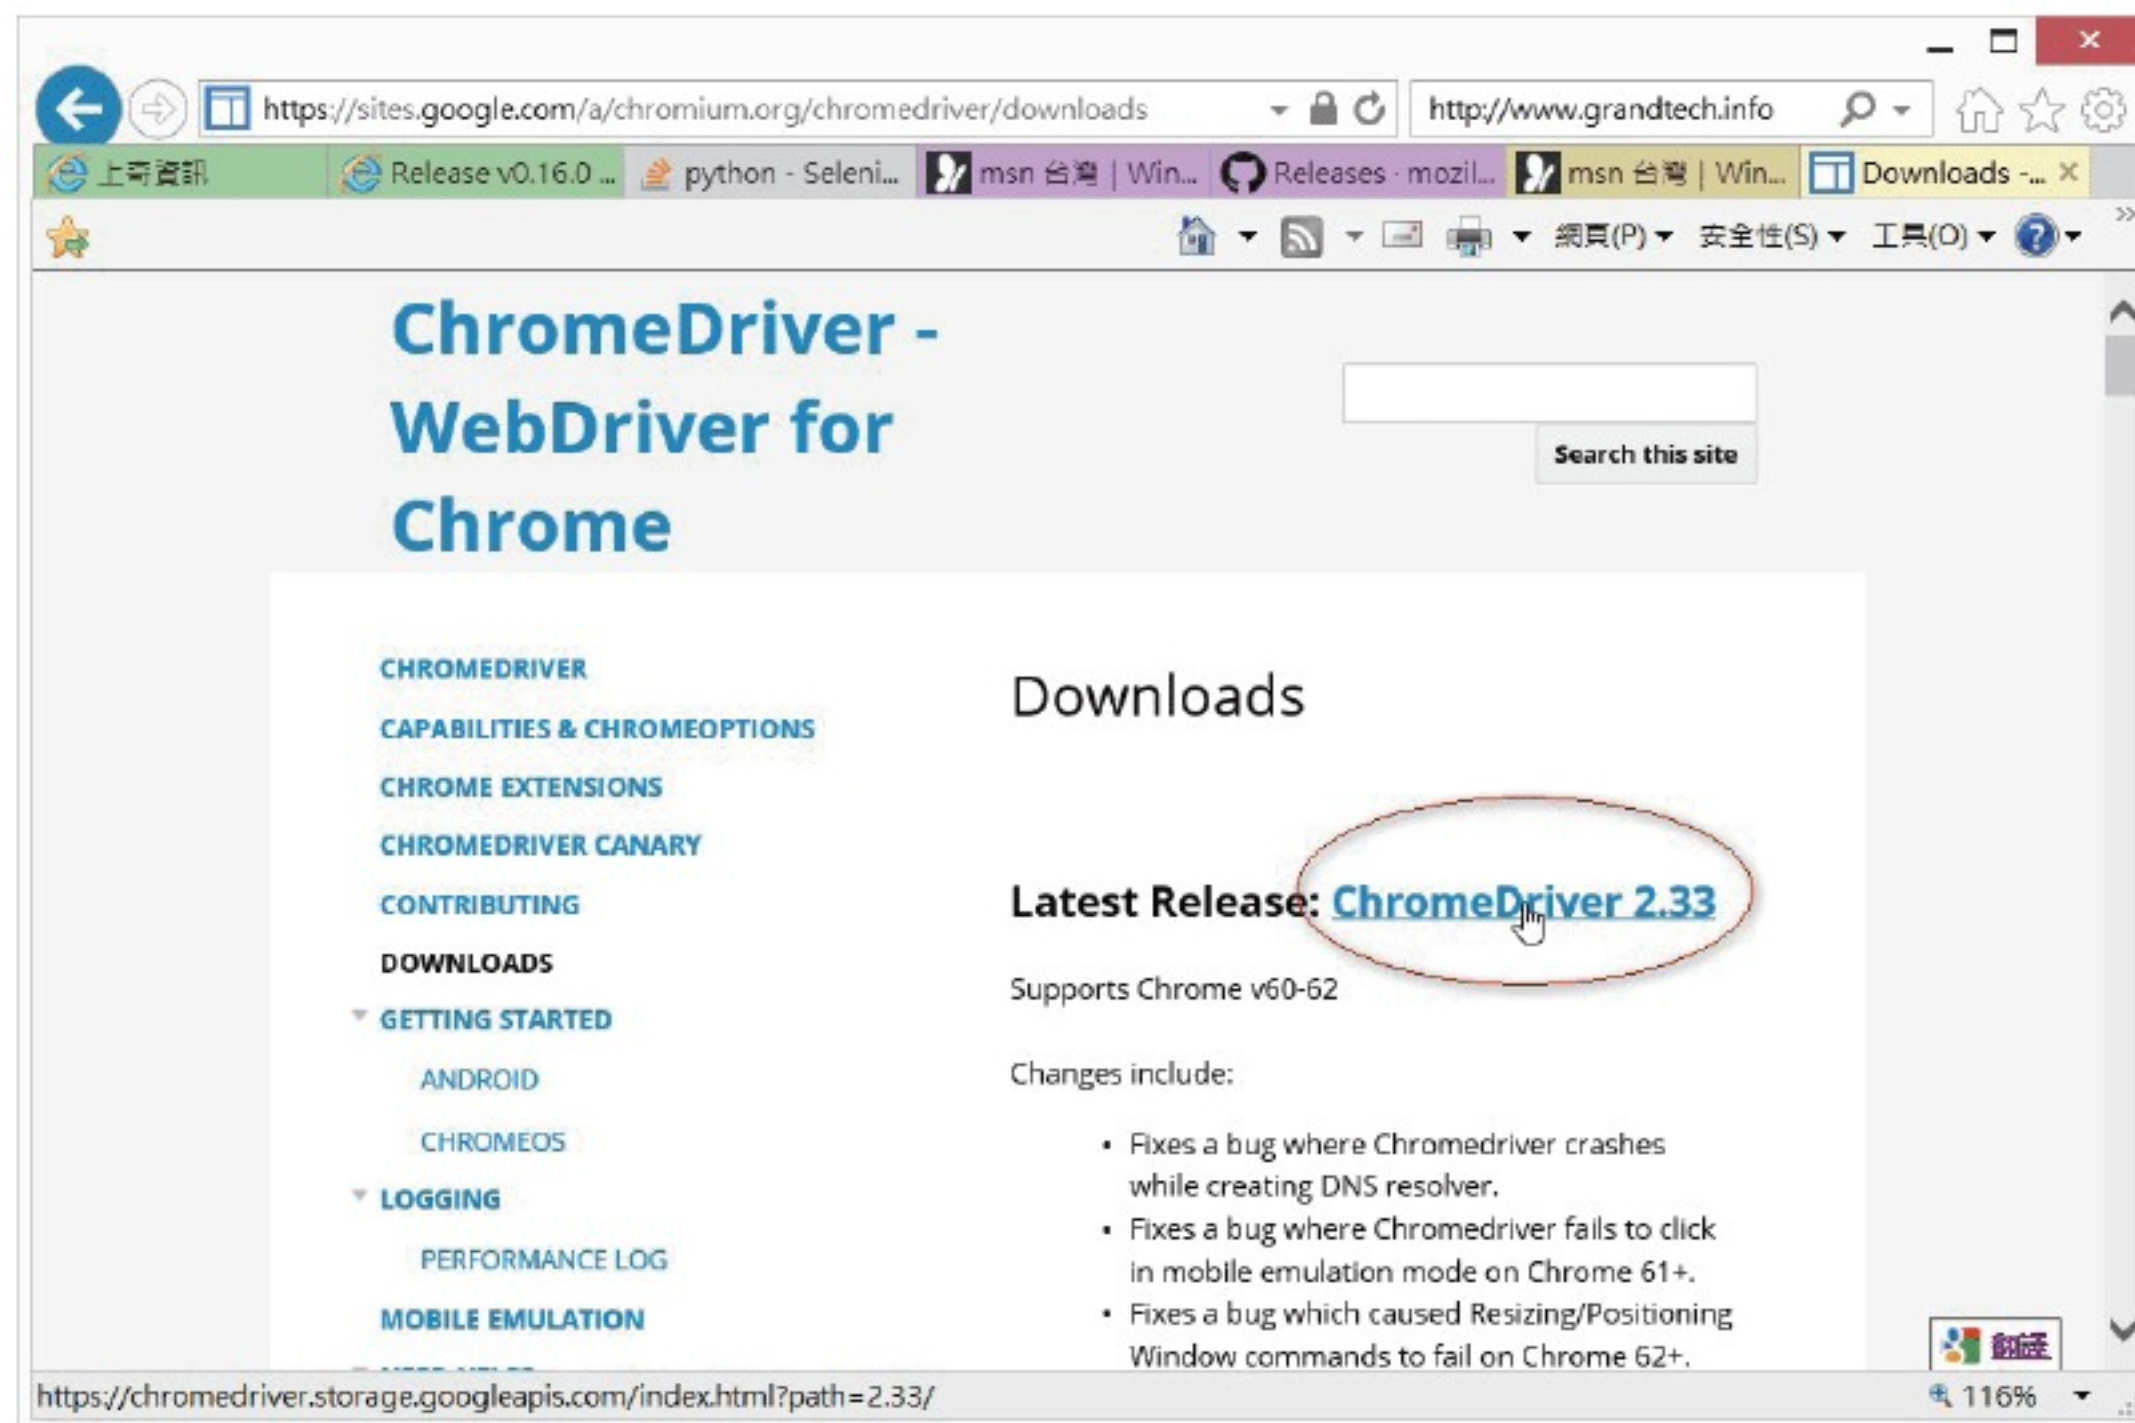 https://sites.google.com/a/chromium.org/chromedriver/downloads
http://www.grandtech.info
上奇資訊
Release v0.16.0 ...
python - Seleni...
msn 台灣 | Win...
Releases · mozil...
msn 台灣 | Win...
Downloads -...
網頁(P)
安全性(S)
工具(O)
ChromeDriver -
WebDriver for
Chrome
Search this site
CHROMEDRIVER
CAPABILITIES & CHROMEOPTIONS
CHROME EXTENSIONS
CHROMEDRIVER CANARY
CONTRIBUTING
DOWNLOADS
GETTING STARTED
ANDROID
CHROMEOS
LOGGING
PERFORMANCE LOG
MOBILE EMULATION
Downloads
Latest Release: ChromeDriver 2.33
Supports Chrome v60-62
Changes include:
• Fixes a bug where Chromedriver crashes
while creating DNS resolver.
• Fixes a bug where Chromedriver fails to click
in mobile emulation mode on Chrome 61+.
• Fixes a bug which caused Resizing/Positioning
Window commands to fail on Chrome 62+.
翻譯
https://chromedriver.storage.googleapis.com/index.html?path=2.33/
116%